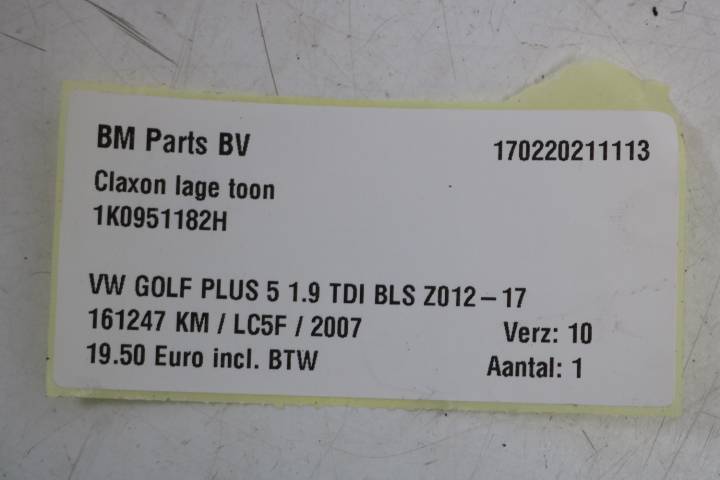 BM Parts BV 170220211113
Claxon lage toon
1K0951182H
VW GOLF PLUS 5 1.9 TDI BLS Z012-17
161247 KM / LC5F / 2007 Verz: 10
19.50 Euro incl. BTW Aantal: 1